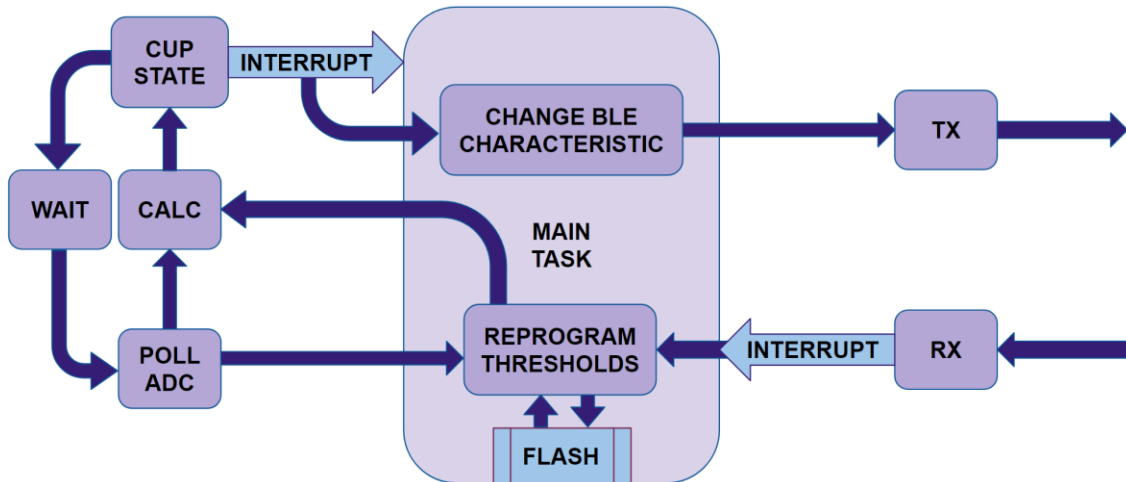 CUP
STATE
INTERRUPT
CHANGE BLE
CHARACTERISTIC
TX
WAIT
CALC
MAIN
TASK
POLL
ADC
REPROGRAM
THRESHOLDS
INTERRUPT
RX
FLASH